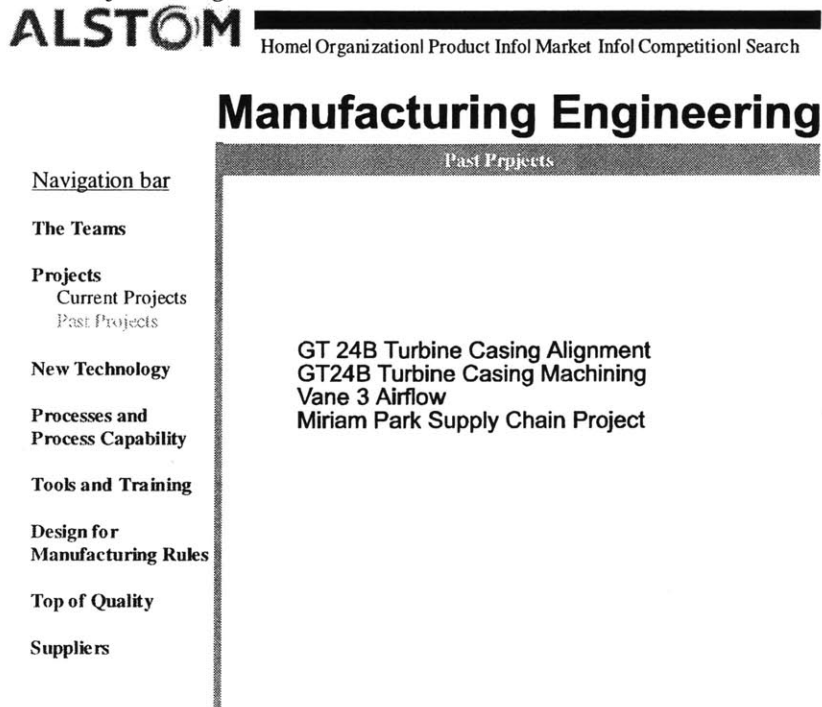 ALSTOM
Home| Organization| Product Info| Market Info| Competition| Search
Manufacturing Engineering
Past Prpjects
Navigation bar
The Teams
Projects
Current Projects
Past Projects
New Technology
Processes and
Process Capability
Tools and Training
Design for
Manufacturing Rules
Top of Quality
Suppliers
GT 24B Turbine Casing Alignment
GT24B Turbine Casing Machining
Vane 3 Airflow
Miriam Park Supply Chain Project